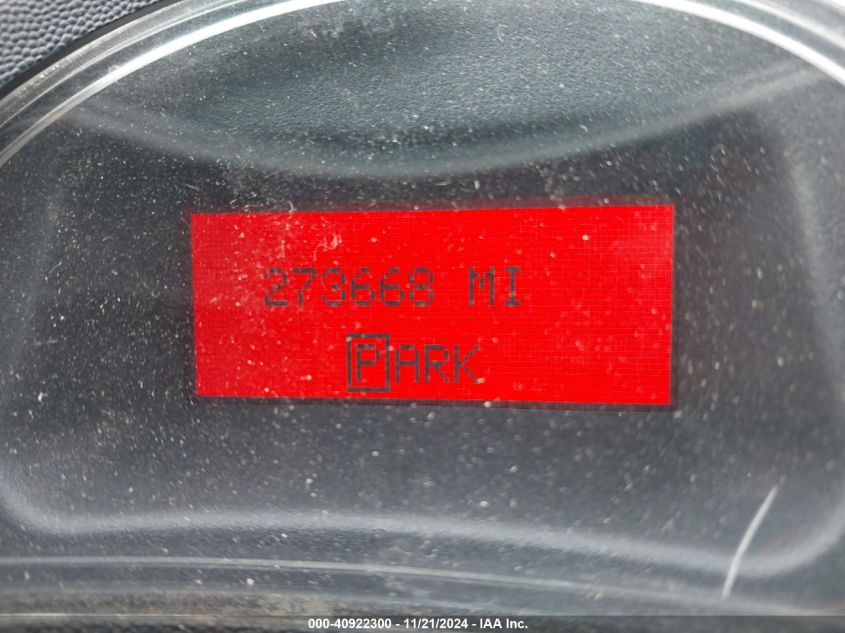 273668 MI
PARK
000-40922300 - 11/21/2024 - IAA Inc.